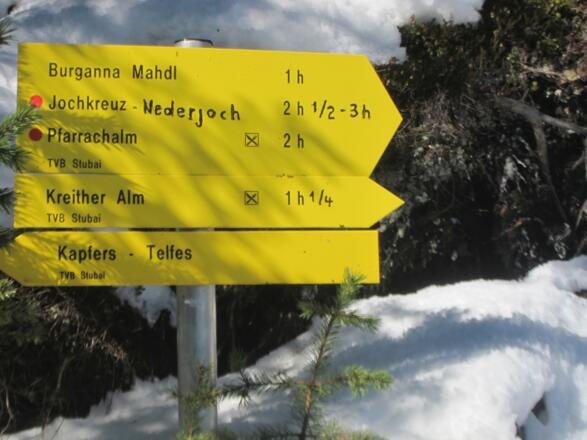 Burganna Mahdl 1 h
Jochkreuz - Nederjoch 2 h 1/2 - 3 h
Pfarrachalm 2 h
TVB Stubai
Kreither Alm 1 h 1/4
TVB Stubai
Kapfers - Telfes
TVB Stubai